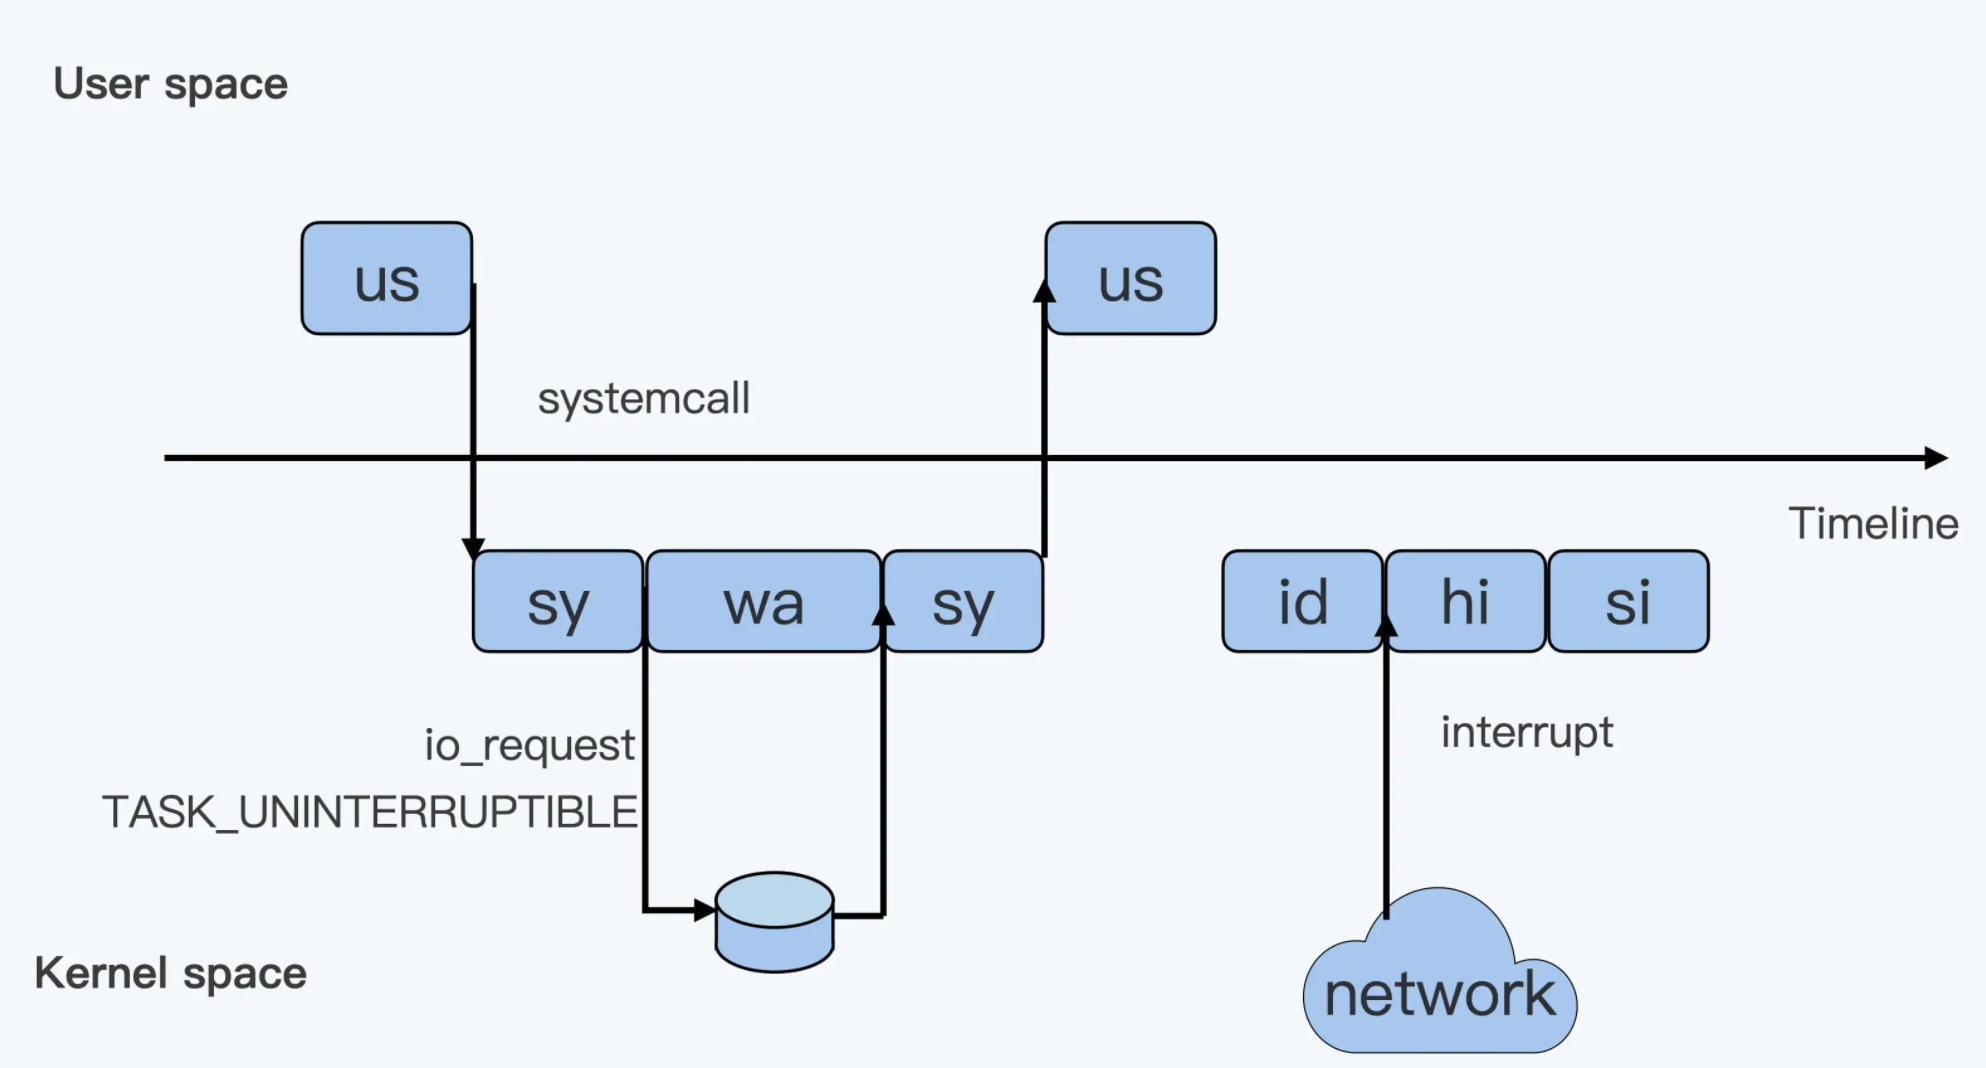 User space
us
us
systemcall
Timeline
sy
wa
sy
id
hi
si
io_request
TASK_UNINTERRUPTIBLE
interrupt
Kernel space
network